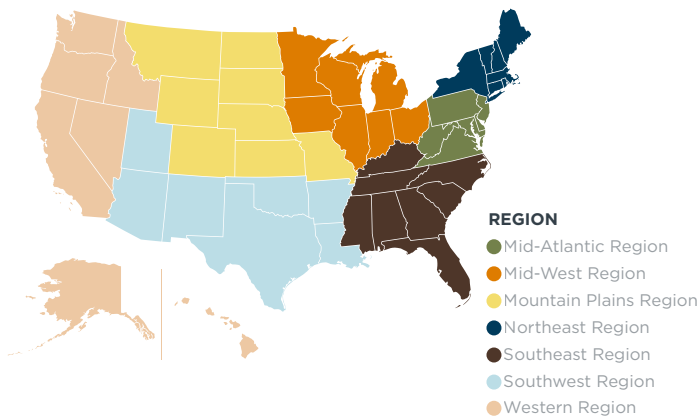 REGION
Mid-Atlantic Region
Mid-West Region
Mountain Plains Region
Northeast Region
Southeast Region
Southwest Region
Western Region